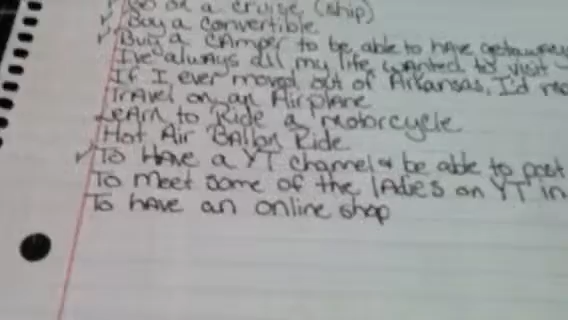 Go on a cruise (ship)
✓ Buy a convertible
✓ Buy a camper to be able to have getaways
I've always all my life wanted to visit
If I ever moved out of Arkansas, I'd mo
Travel on an Airplane
Learn to Ride a motorcycle
Hot Air Ballon Ride
✓ To Have a YT channel & be able to post
To meet some of the ladies on YT in
To have an online shop